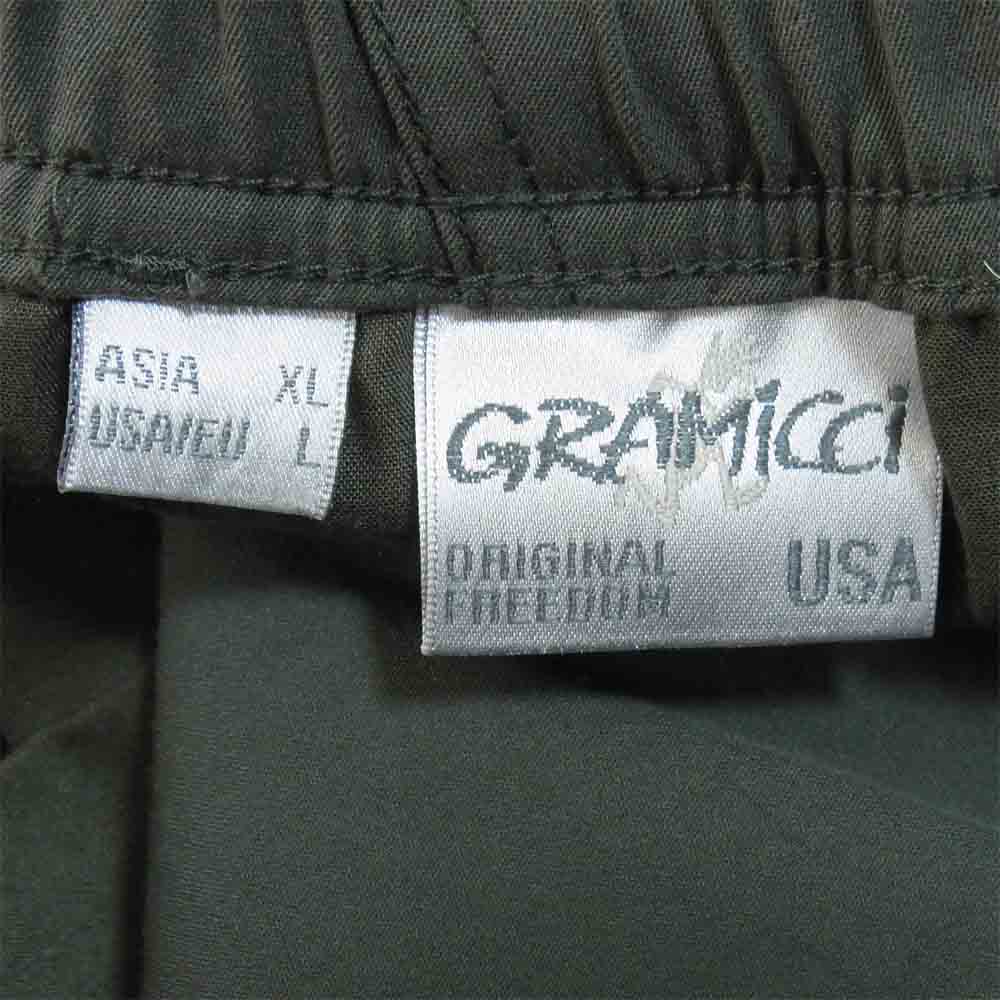 ASIA XL
USA/EU L
GRAMiCCi
ORIGINAL
FREEDOM
USA